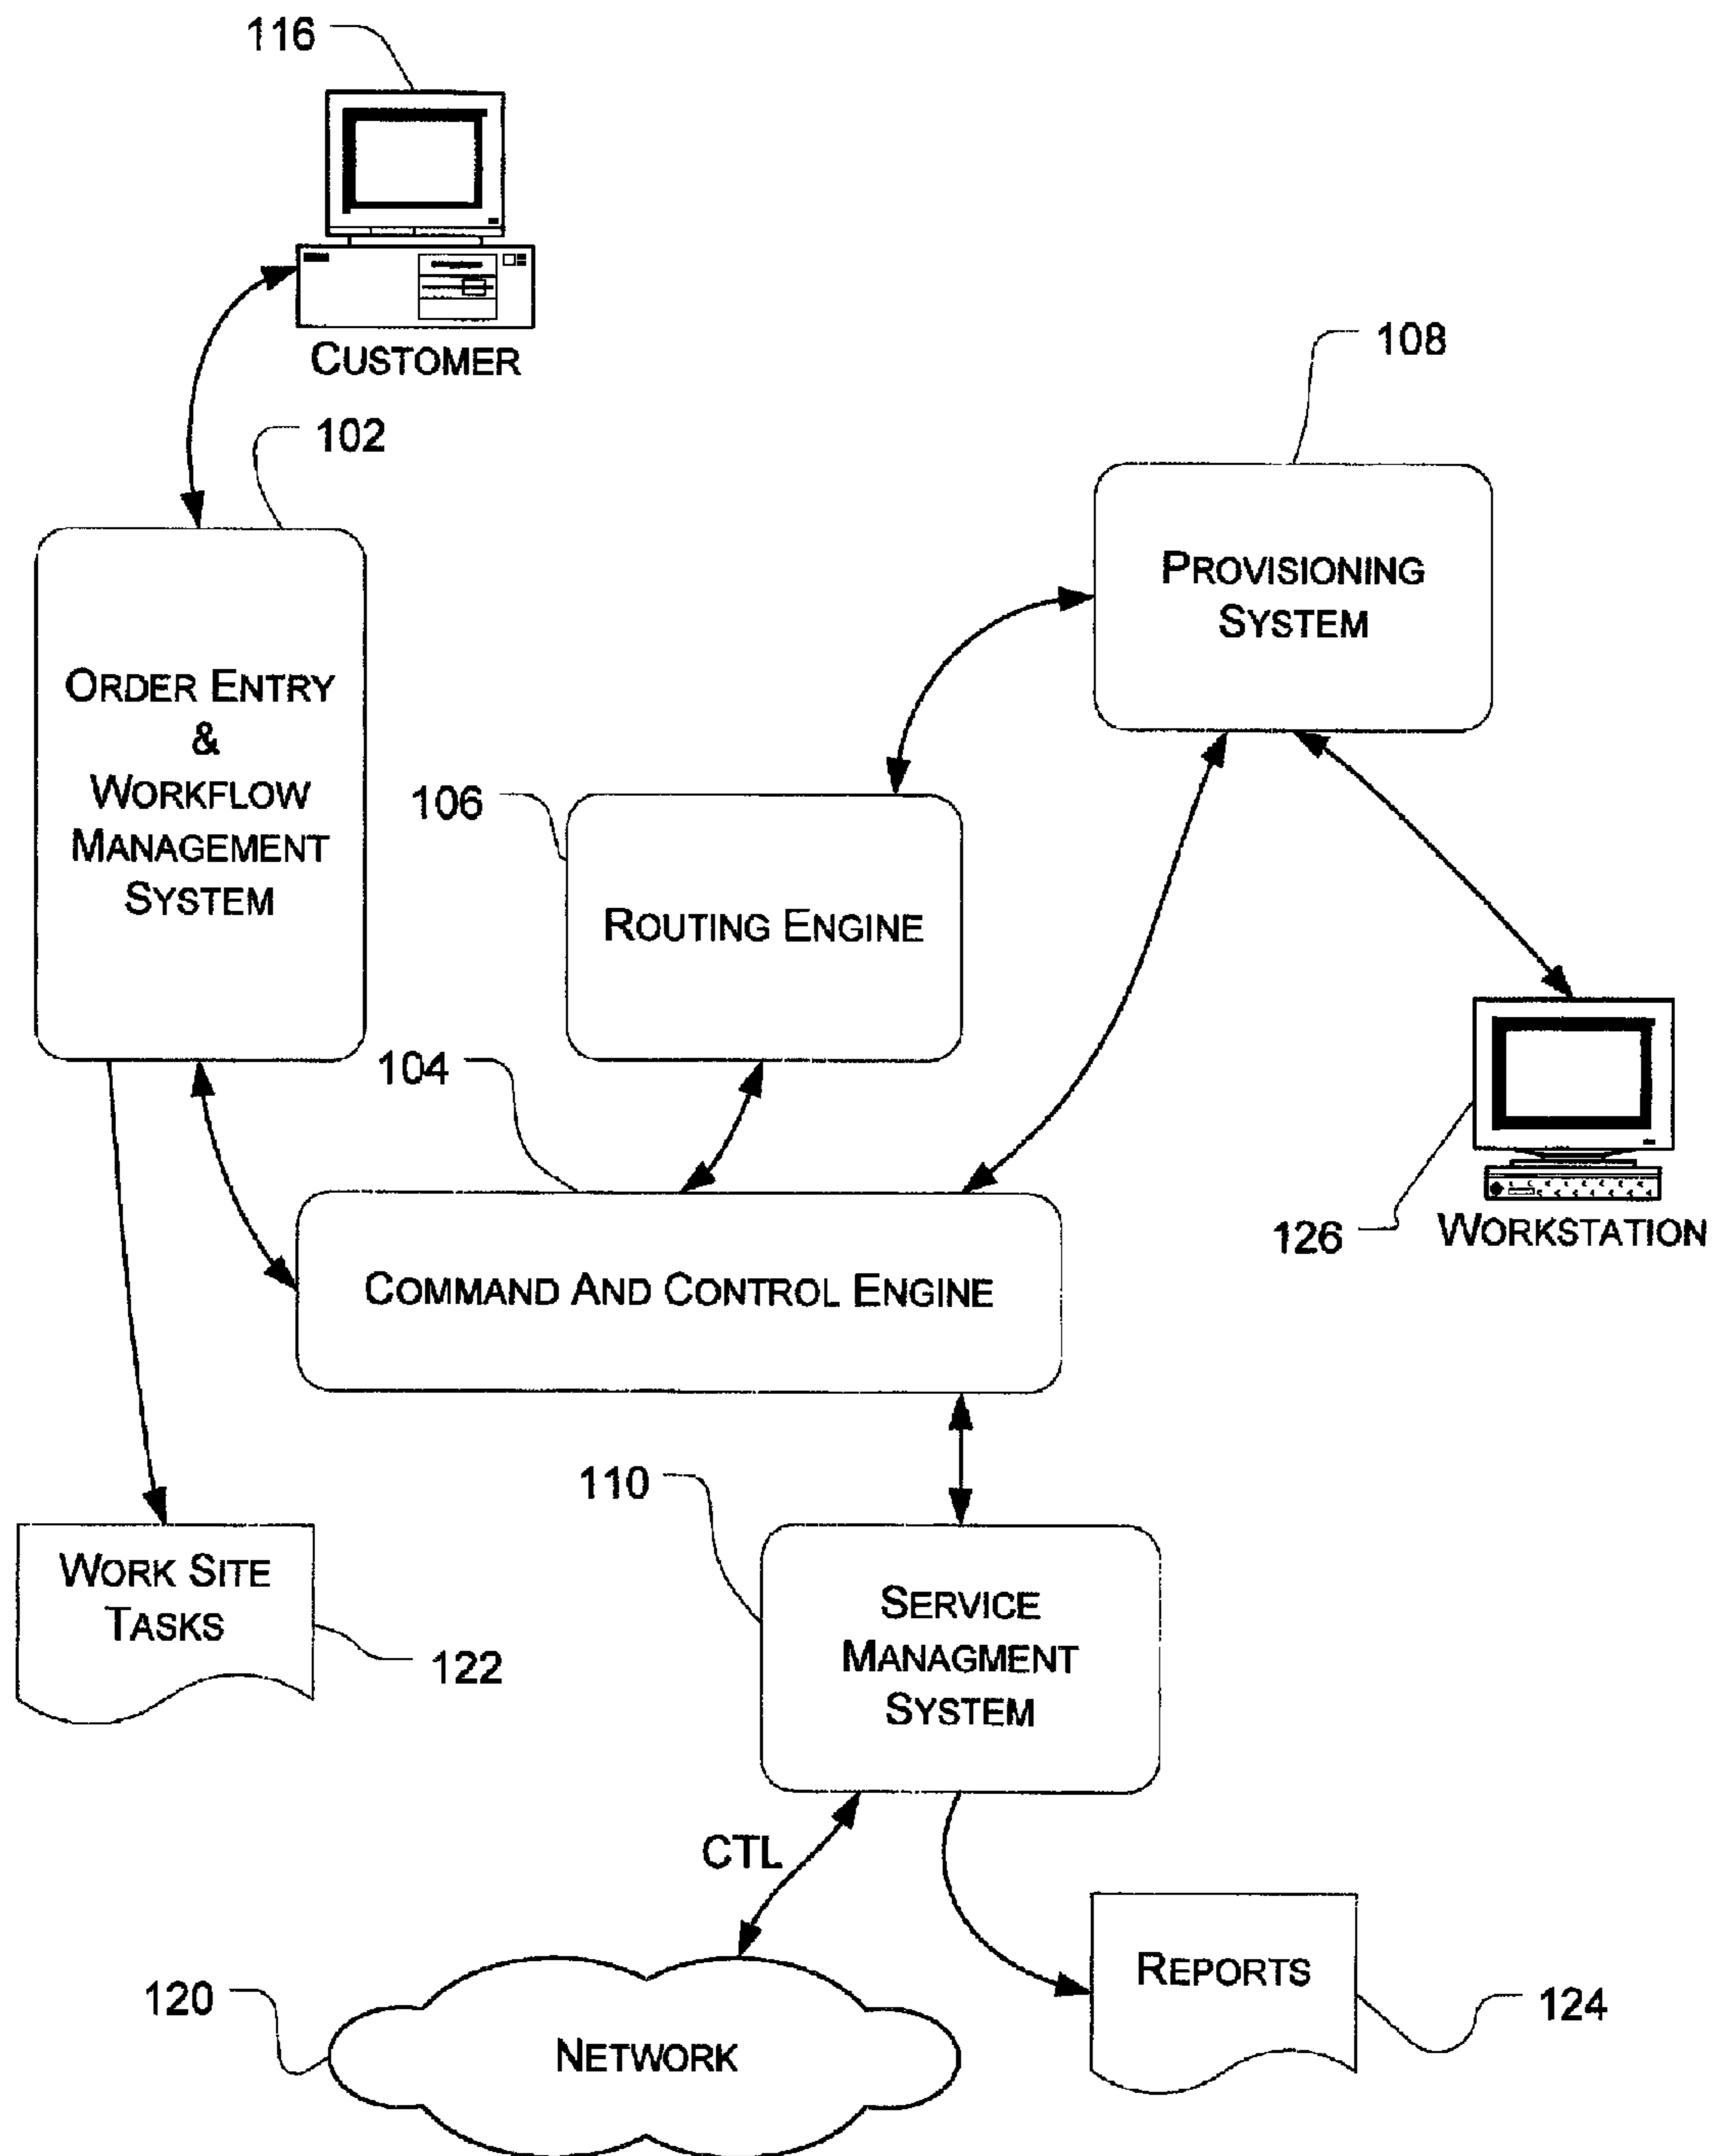 116
CUSTOMER
102
108
ORDER ENTRY
&
WORKFLOW
MANAGEMENT
SYSTEM
PROVISIONING
SYSTEM
106
ROUTING ENGINE
104
COMMAND AND CONTROL ENGINE
126
WORKSTATION
110
WORK SITE
TASKS
122
SERVICE
MANAGMENT
SYSTEM
CTL
120
NETWORK
REPORTS
124